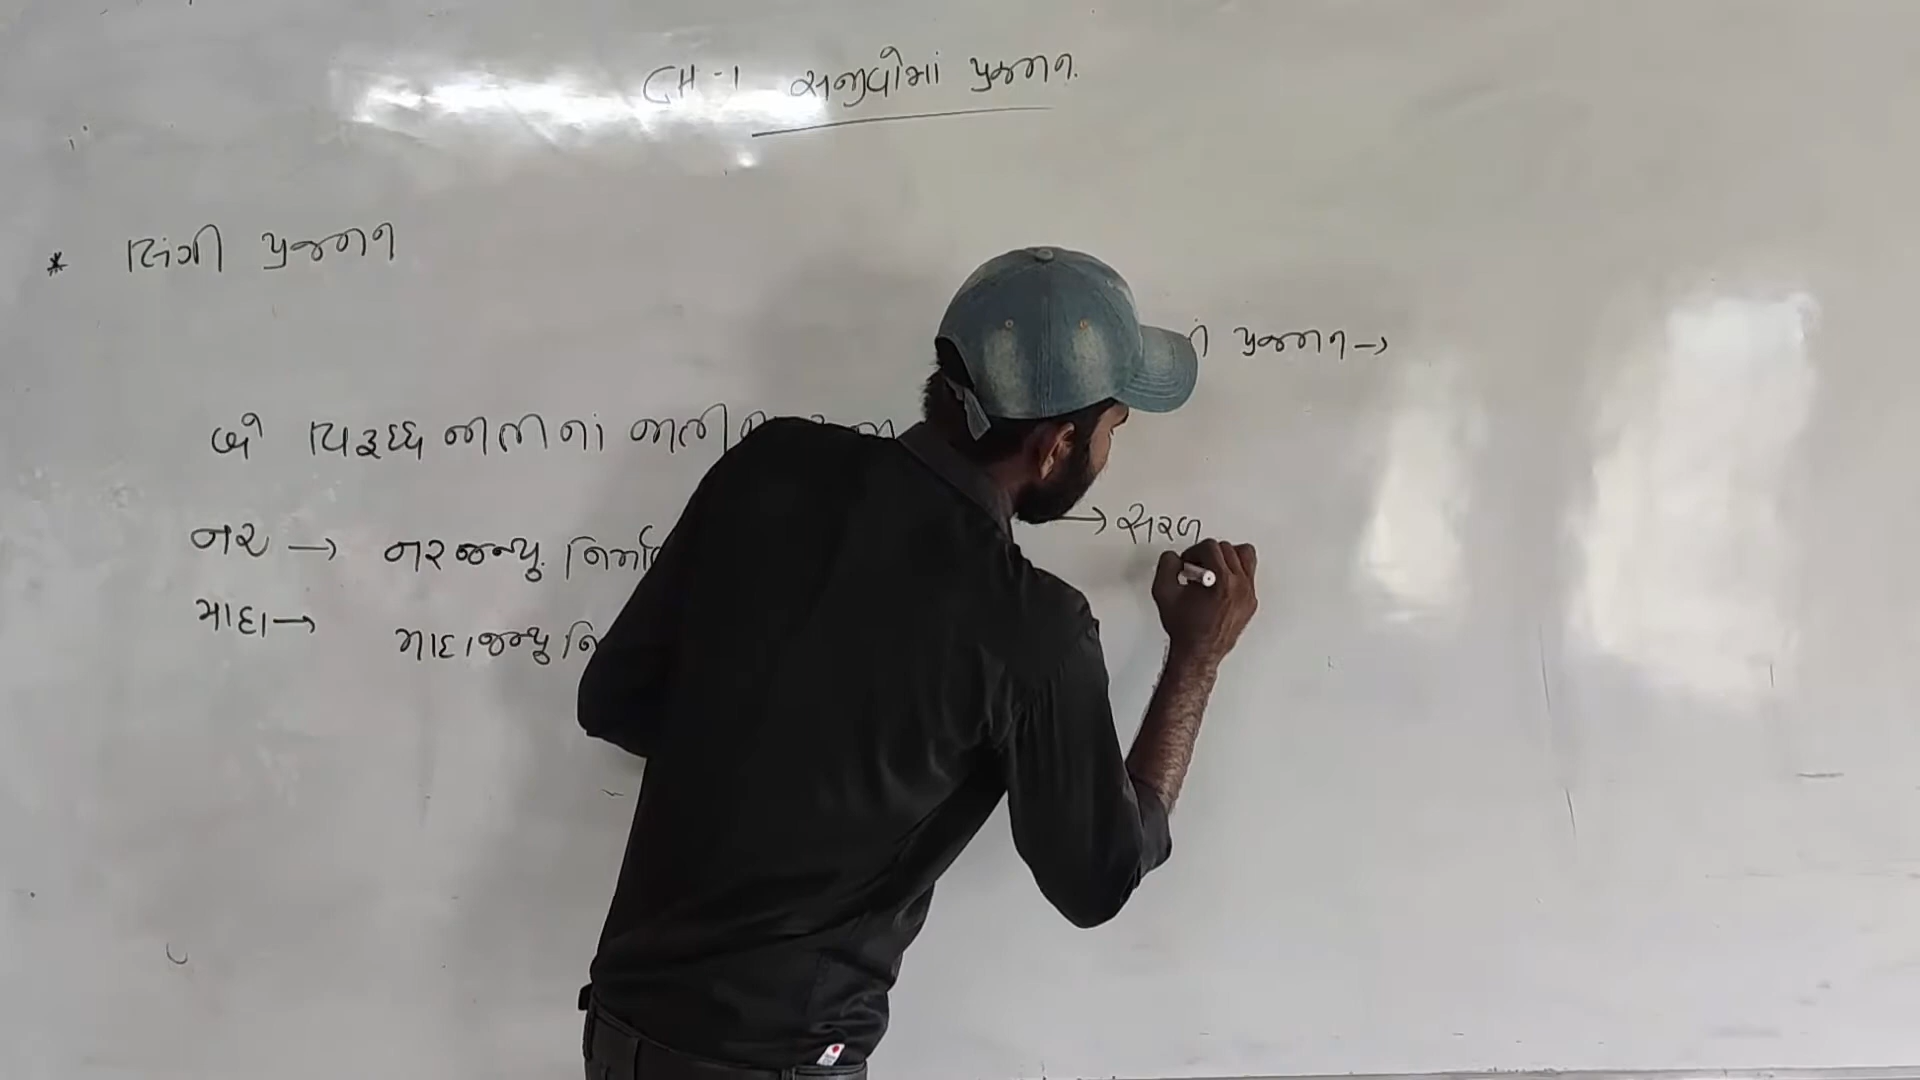 CH-1 સજીવોમાં પ્રજનન.
* લિંગી પ્રજનન
પ્રજનન →
બે વિરૂધ્ધ જાતીનાં
→ સરળ
નર → નરજન્યુ
માદા → માદાજન્યુ